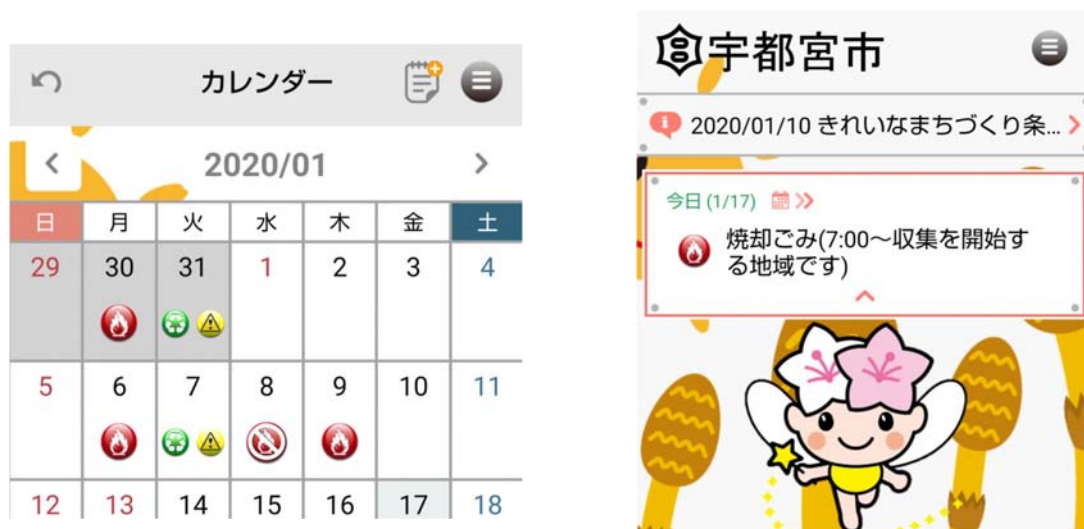 カレンダー
2020/01
日 月 火 水 木 金 土
29 30 31 1 2 3 4
5 6 7 8 9 10 11
12 13 14 15 16 17 18
宇都宮市
2020/01/10 きれいなまちづくり条...
今日 (1/17)
焼却ごみ(7:00～収集を開始す
る地域です)